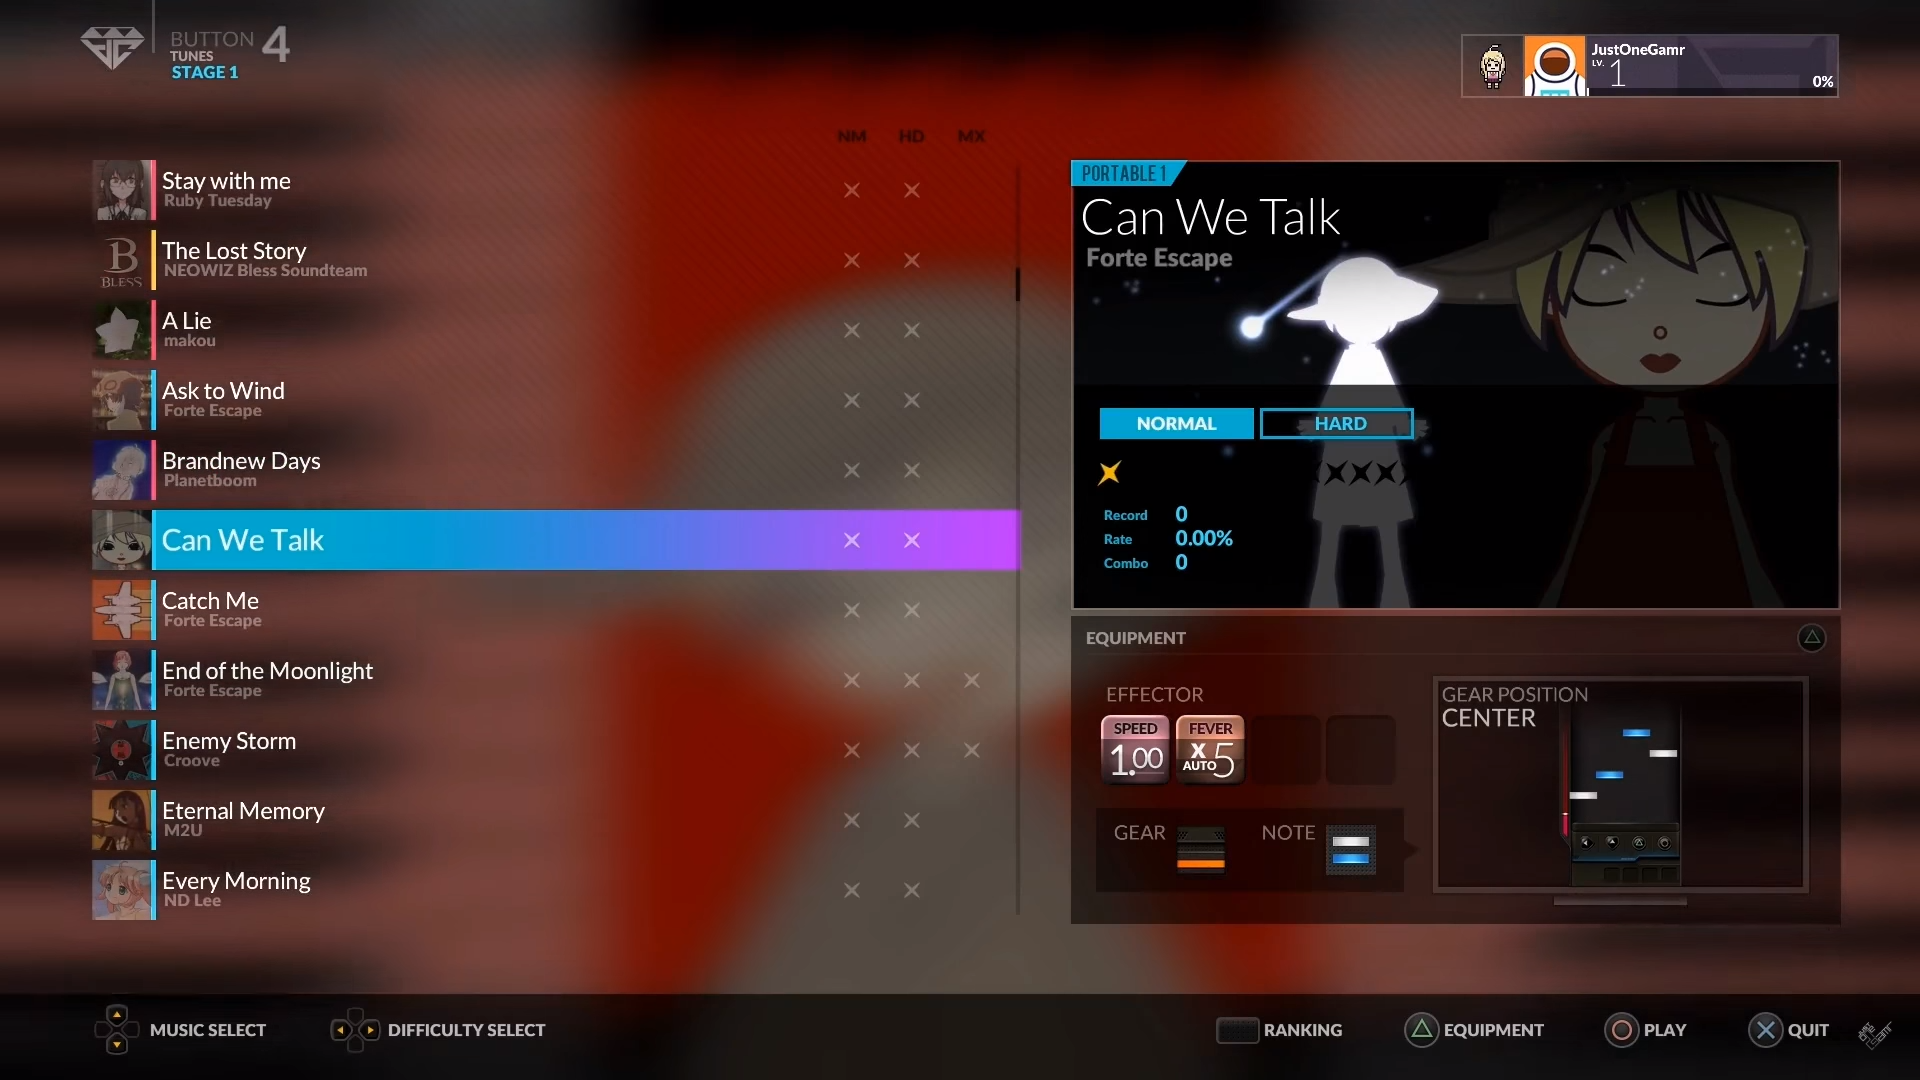 BUTTON 4
TUNES
STAGE 1
JustOneGamr
LV. 1
0%
NM HD MX
Stay with me
Ruby Tuesday
BLESS
The Lost Story
NEOWIZ Bless Soundteam
A Lie
makou
Ask to Wind
Forte Escape
Brandnew Days
Planetboom
Can We Talk
Catch Me
Forte Escape
End of the Moonlight
Forte Escape
Enemy Storm
Croove
Eternal Memory
M2U
Every Morning
ND Lee
PORTABLE 1
Can We Talk
Forte Escape
NORMAL HARD
Record 0
Rate 0.00%
Combo 0
EQUIPMENT
EFFECTOR
SPEED 1.00
FEVER AUTO X5
GEAR NOTE
GEAR POSITION
CENTER
MUSIC SELECT DIFFICULTY SELECT RANKING EQUIPMENT PLAY QUIT